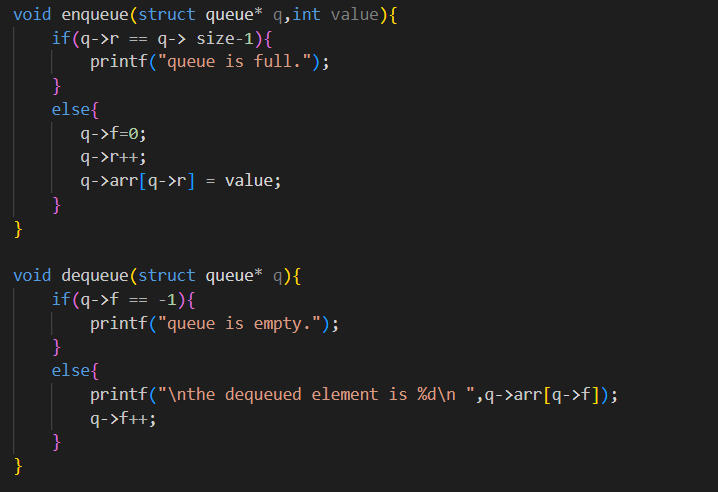 void enqueue(struct queue* q,int value){
    if(q->r == q-> size-1){
        printf("queue is full.");
    }
    else{
       q->f=0;
       q->r++;
       q->arr[q->r] = value;
    }
}

void dequeue(struct queue* q){
    if(q->f == -1){
        printf("queue is empty.");
    }
    else{
        printf("\nthe dequeued element is %d\n ",q->arr[q->f]);
        q->f++;
    }
}